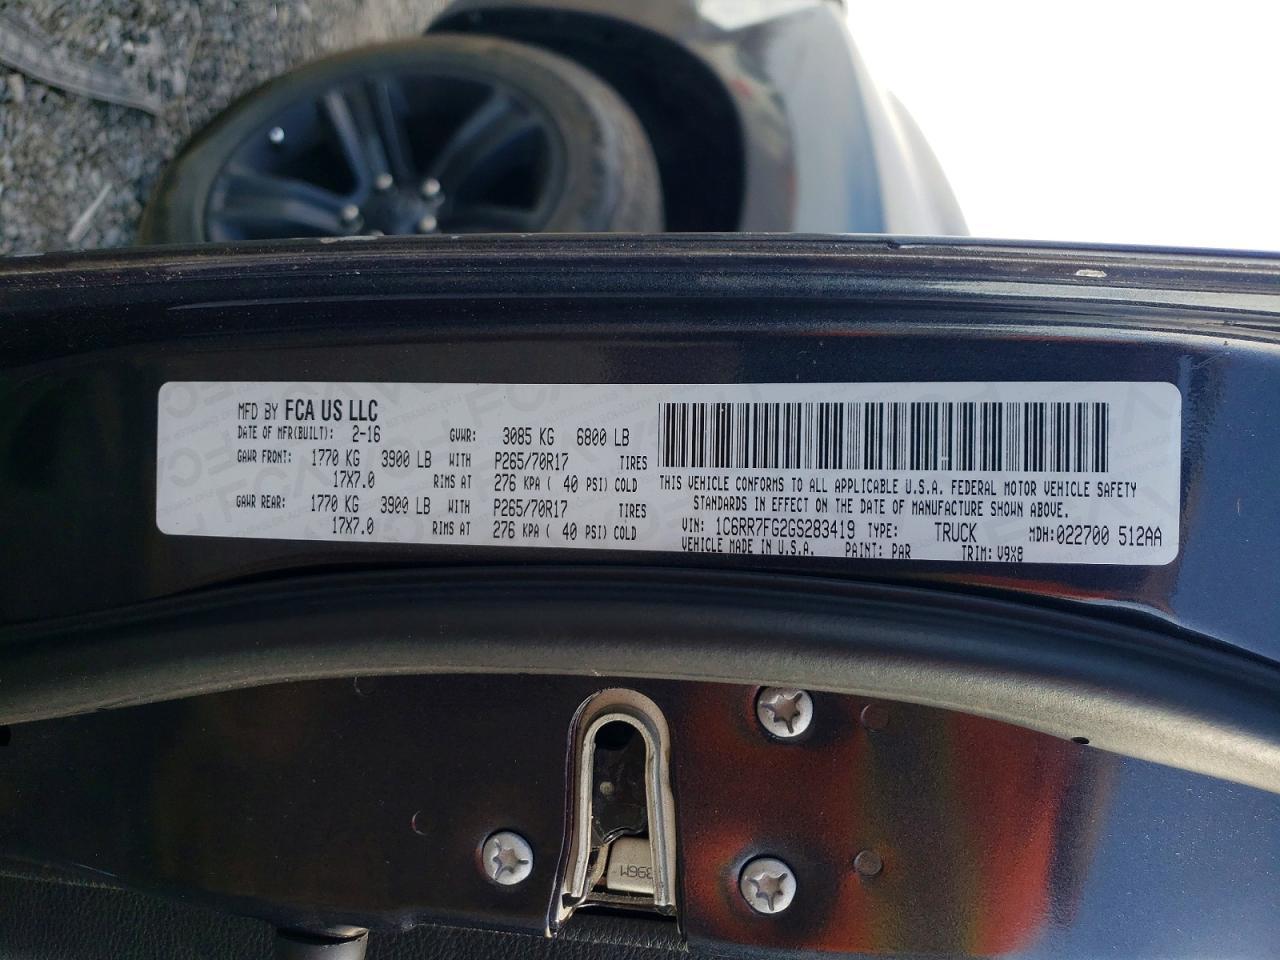 MFD BY FCA US LLC
DATE OF MFR(BUILT): 2-16 GVWR: 3085 KG 6800 LB
GAWR FRONT: 1770 KG 3900 LB WITH P265/70R17 TIRES
17X7.0 RIMS AT 276 KPA ( 40 PSI) COLD
GAWR REAR: 1770 KG 3900 LB WITH P265/70R17 TIRES
17X7.0 RIMS AT 276 KPA ( 40 PSI) COLD
THIS VEHICLE CONFORMS TO ALL APPLICABLE U.S.A. FEDERAL MOTOR VEHICLE SAFETY
STANDARDS IN EFFECT ON THE DATE OF MANUFACTURE SHOWN ABOVE.
VIN: 1C6RR7FG2GS283419 TYPE: TRUCK MDH:022700 512AA
VEHICLE MADE IN U.S.A. PAINT: PAR TRIM: V9X8
396M